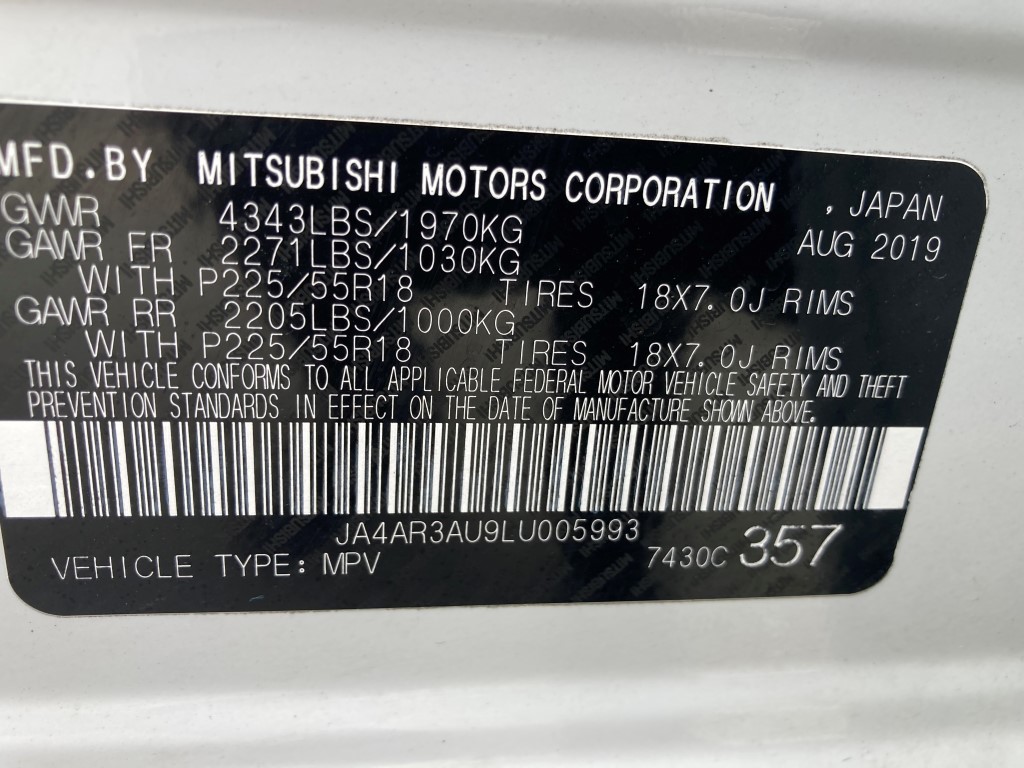 MFD.BY MITSUBISHI MOTORS CORPORATION , JAPAN
GVWR 4343LBS/1970KG AUG 2019
GAWR FR 2271LBS/1030KG
WITH P225/55R18 TIRES 18X7.0J RIMS
GAWR RR 2205LBS/1000KG
WITH P225/55R18 TIRES 18X7.0J RIMS
THIS VEHICLE CONFORMS TO ALL APPLICABLE FEDERAL MOTOR VEHICLE SAFETY AND THEFT
PREVENTION STANDARDS IN EFFECT ON THE DATE OF MANUFACTURE SHOWN ABOVE.
JA4AR3AU9LU005993
VEHICLE TYPE: MPV 7430C 357